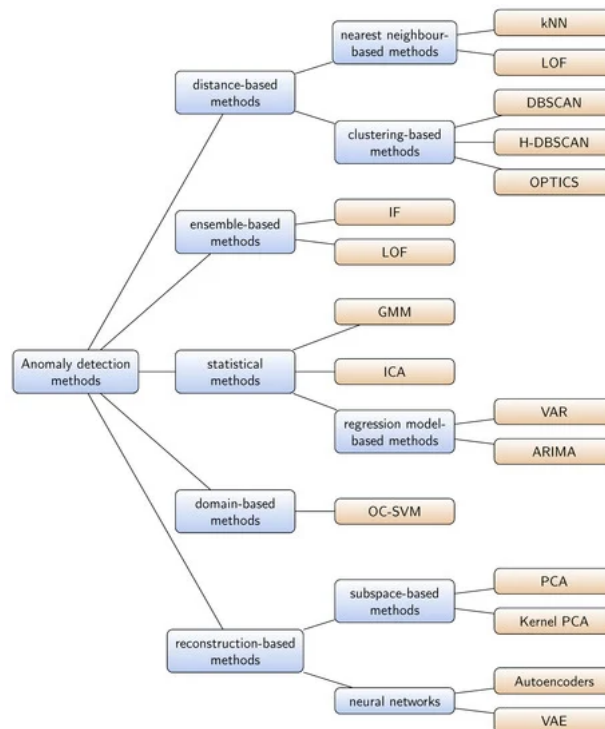 kNN
nearest neighbour-
based methods
LOF
distance-based
methods
DBSCAN
clustering-based
methods
H-DBSCAN
OPTICS
IF
ensemble-based
methods
LOF
GMM
Anomaly detection
methods
statistical
methods
ICA
VAR
regression model-
based methods
ARIMA
domain-based
methods
OC-SVM
PCA
subspace-based
methods
Kernel PCA
reconstruction-based
methods
Autoencoders
neural networks
VAE